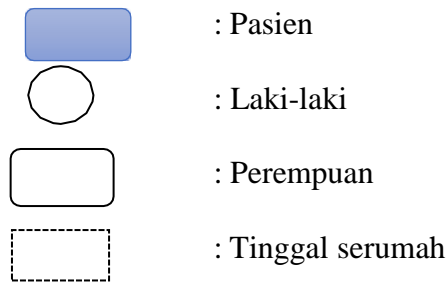 : Pasien
: Laki-laki
: Perempuan
: Tinggal serumah